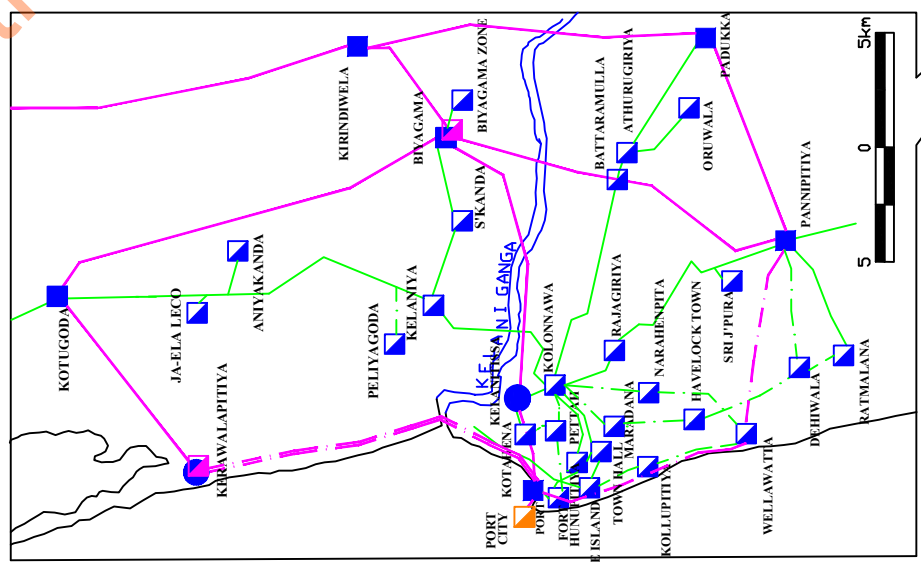 KOTUGODA
JA-ELA LECO
ANIYAKANDA
KERAWALAPITIYA
KIRINDIWELA
BIYAGAMA
BIYAGAMA ZONE
S'KANDA
PELIYAGODA
KELANIYA
KELANI GANGA
KOLONNAWA
KOTAHENA
PETTAH
PORT
CITY
PORT
FORT
HUNUPITIYA
E ISLAND
TOWN HALL
MARADANA
KOLLUPITIYA
RAJAGIRIYA
NARAHENPITA
HAVELOCK TOWN
SRI J'PURA
WELLAWATTA
DEHIWALA
RATMALANA
BATTARAMULLA
ATHURUGIRIYA
ORUWALA
PADUKKA
PANNIPITIYA
5
0
5km